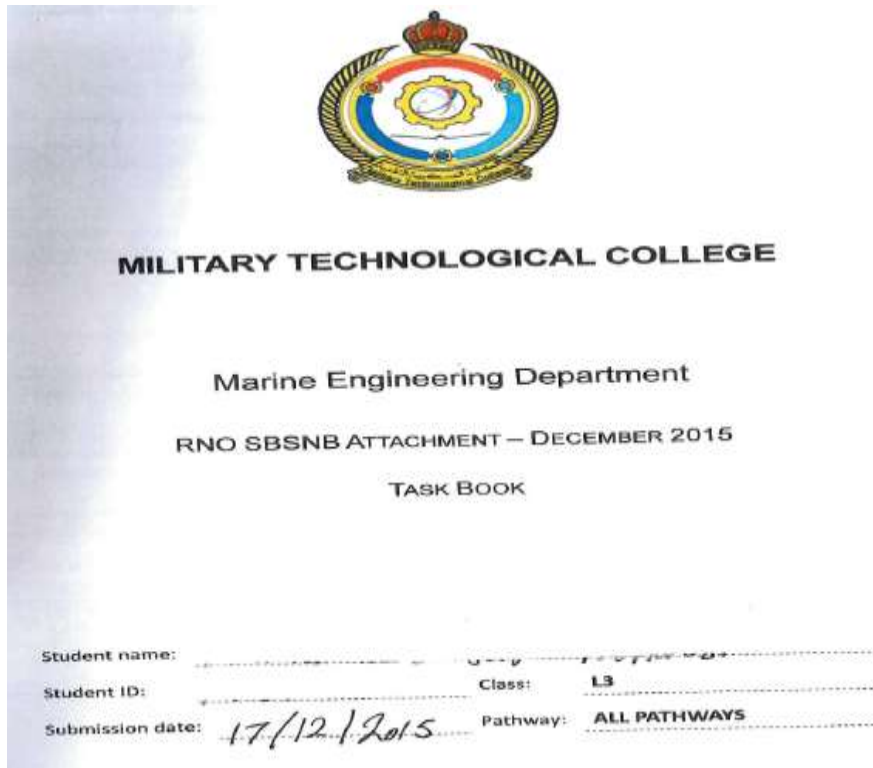 MILITARY TECHNOLOGICAL COLLEGE
Marine Engineering Department
RNO SBSNB ATTACHMENT – DECEMBER 2015
TASK BOOK
Student name:
Student ID:
Class: L3
Submission date: 17/12/2015 Pathway: ALL PATHWAYS